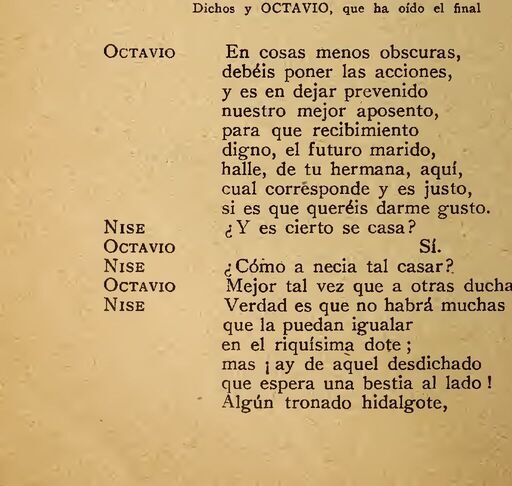 Dichos y OCTAVIO, que ha oído el final
OCTAVIO En cosas menos obscuras,
debéis poner las acciones,
y es en dejar prevenido
nuestro mejor aposento,
para que recibimiento
digno, el futuro marido,
halle, de tu hermana, aquí,
cual corresponde y es justo,
si es que queréis darme gusto.
NISE ¿Y es cierto se casa?
OCTAVIO Sí.
NISE ¿Cómo a necia tal casar?
OCTAVIO Mejor tal vez que a otras ducha
NISE Verdad es que no habrá muchas
que la puedan igualar
en el riquísima dote;
mas ¡ay de aquel desdichado
que espera una bestia al lado!
Algún tronado hidalgote,